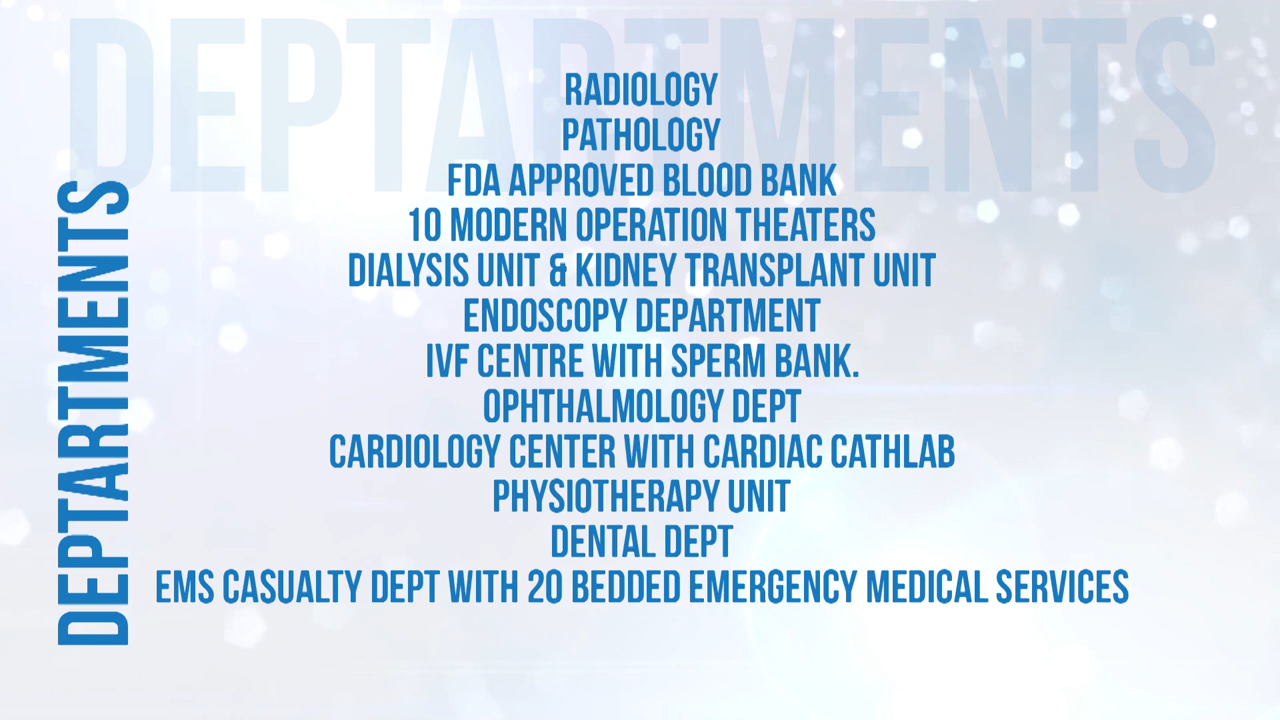 DEPTARTMENTS
RADIOLOGY
PATHOLOGY
FDA APPROVED BLOOD BANK
10 MODERN OPERATION THEATERS
DIALYSIS UNIT & KIDNEY TRANSPLANT UNIT
ENDOSCOPY DEPARTMENT
IVF CENTRE WITH SPERM BANK.
OPHTHALMOLOGY DEPT
CARDIOLOGY CENTER WITH CARDIAC CATHLAB
PHYSIOTHERAPY UNIT
DENTAL DEPT
EMS CASUALTY DEPT WITH 20 BEDDED EMERGENCY MEDICAL SERVICES
DEPTARTMENTS